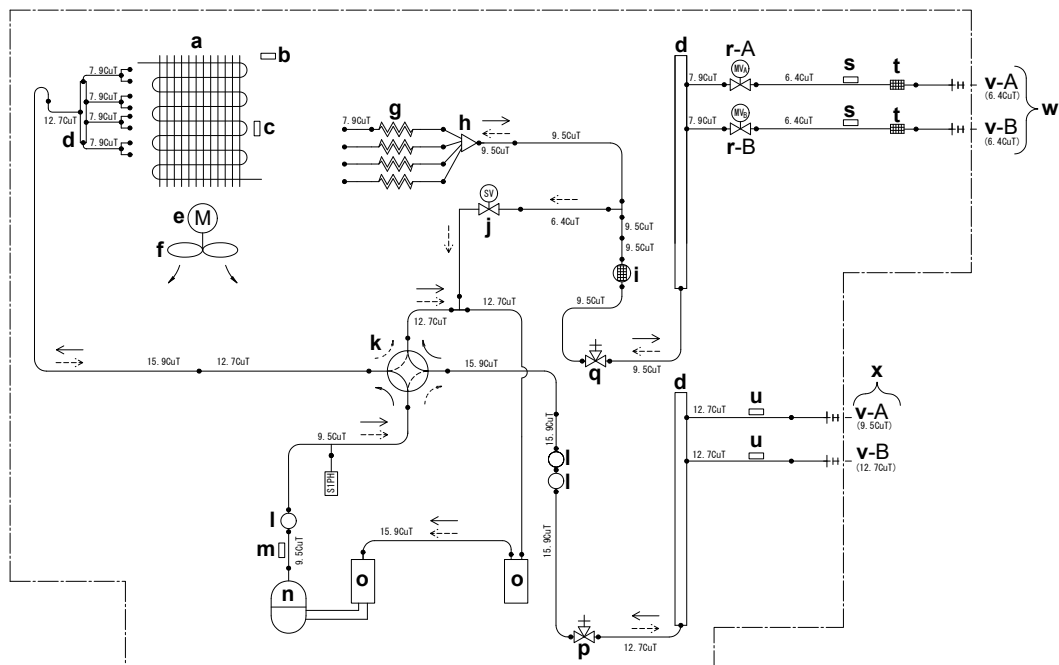 a
b
c
d
7.9CuT
7.9CuT
7.9CuT
7.9CuT
12.7CuT
e M
f
g
7.9CuT
h
9.5CuT
9.5CuT
SV
j
6.4CuT
9.5CuT
9.5CuT
i
9.5CuT
q
9.5CuT
d
r-A
MVA
7.9CuT
6.4CuT
s
t
v-A
(6.4CuT)
r-B
MVB
7.9CuT
6.4CuT
s
t
v-B
(6.4CuT)
w
12.7CuT
k
15.9CuT
12.7CuT
15.9CuT
9.5CuT
S1PH
l
m
9.5CuT
n
o
15.9CuT
o
15.9CuT
l
l
15.9CuT
p
12.7CuT
d
12.7CuT
u
x
v-A
(9.5CuT)
12.7CuT
u
v-B
(12.7CuT)